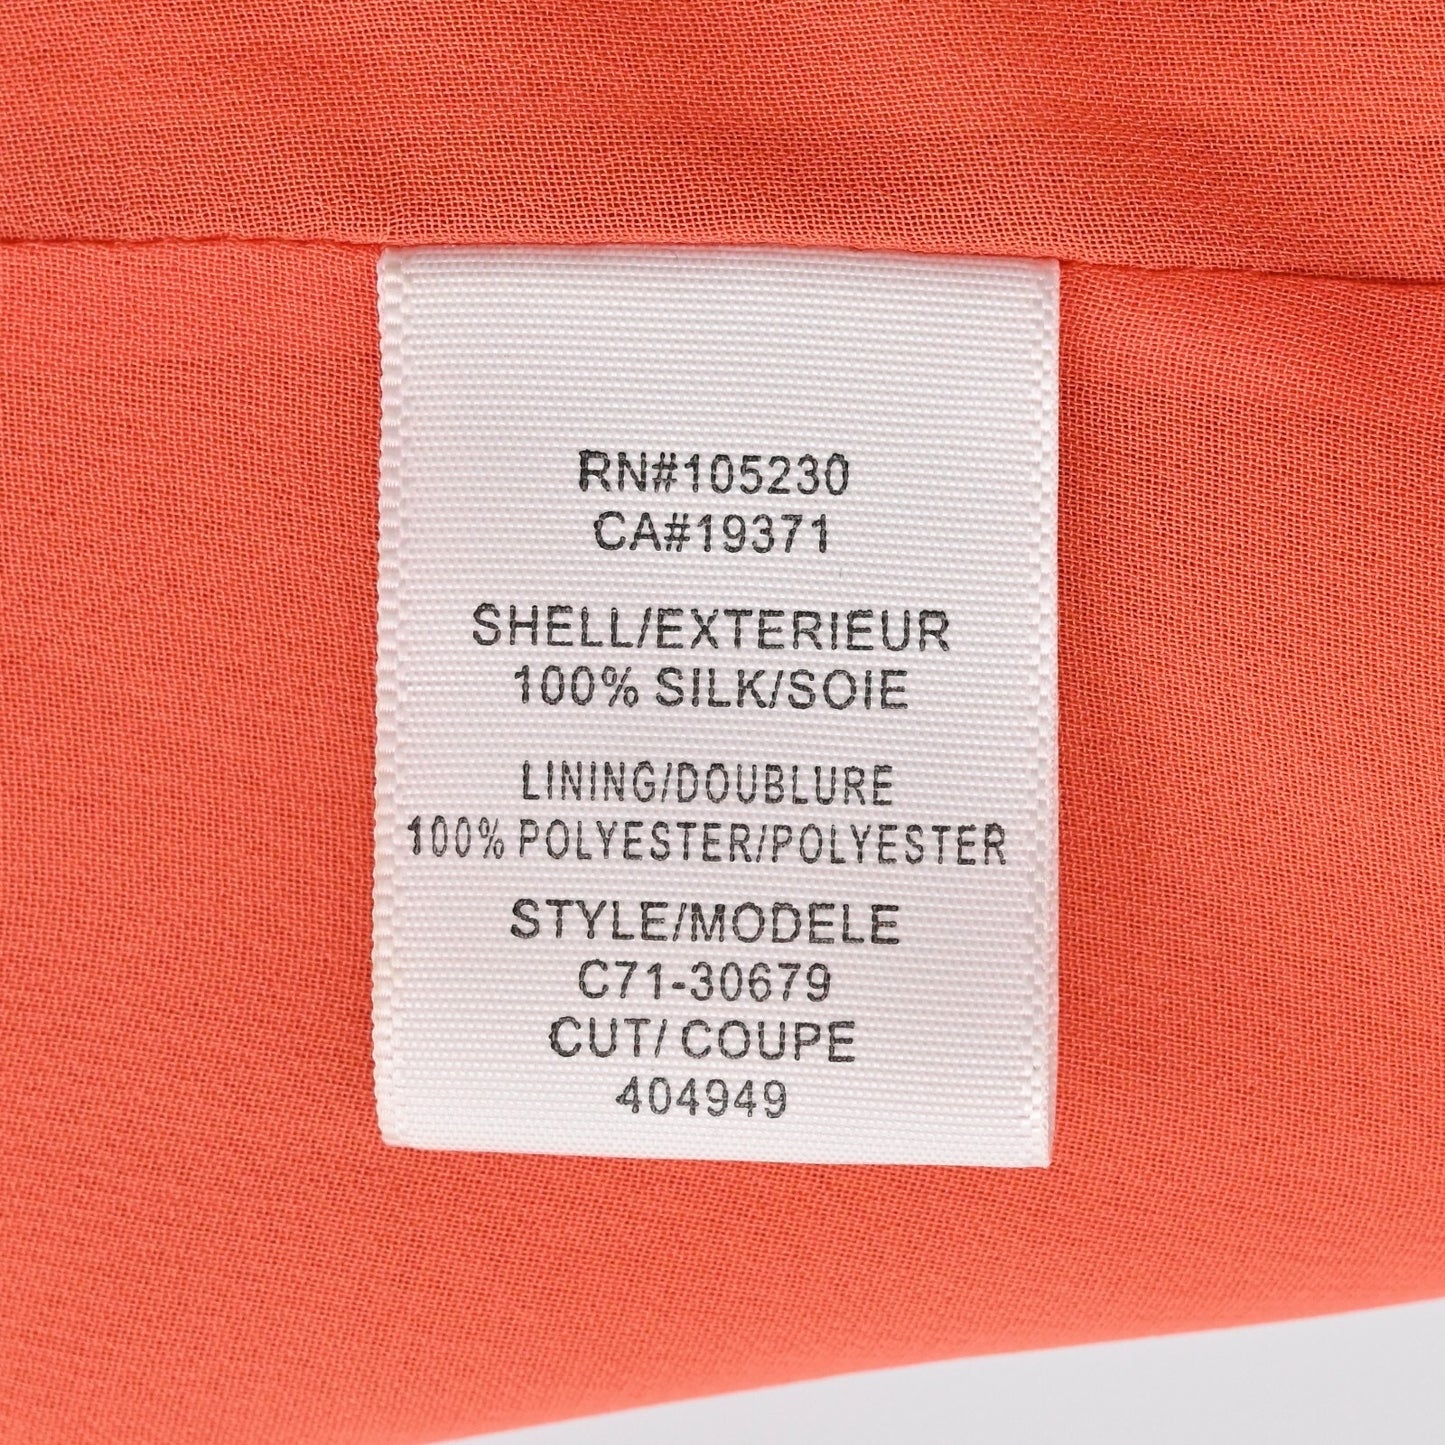 RN#105230
CA#19371
SHELL/EXTERIEUR
100% SILK/SOIE
LINING/DOUBLURE
100% POLYESTER/POLYESTER
STYLE/MODELE
C71-30679
CUT/ COUPE
404949